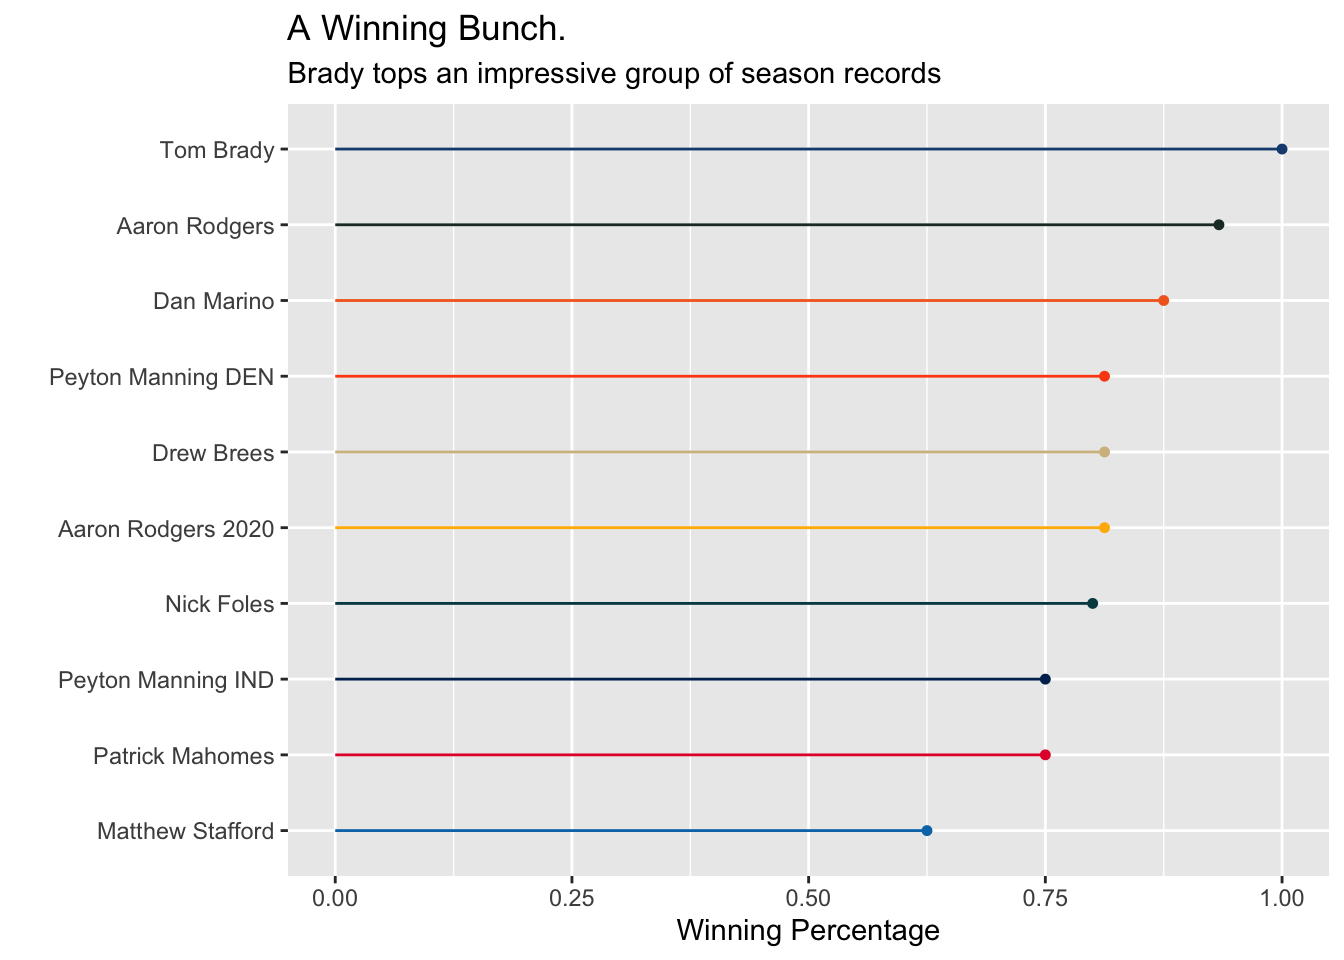 A Winning Bunch.
Brady tops an impressive group of season records
Tom Brady
Aaron Rodgers
Dan Marino
Peyton Manning DEN
Drew Brees
Aaron Rodgers 2020
Nick Foles
Peyton Manning IND
Patrick Mahomes
Matthew Stafford
0.00 0.25 0.50 0.75 1.00
Winning Percentage